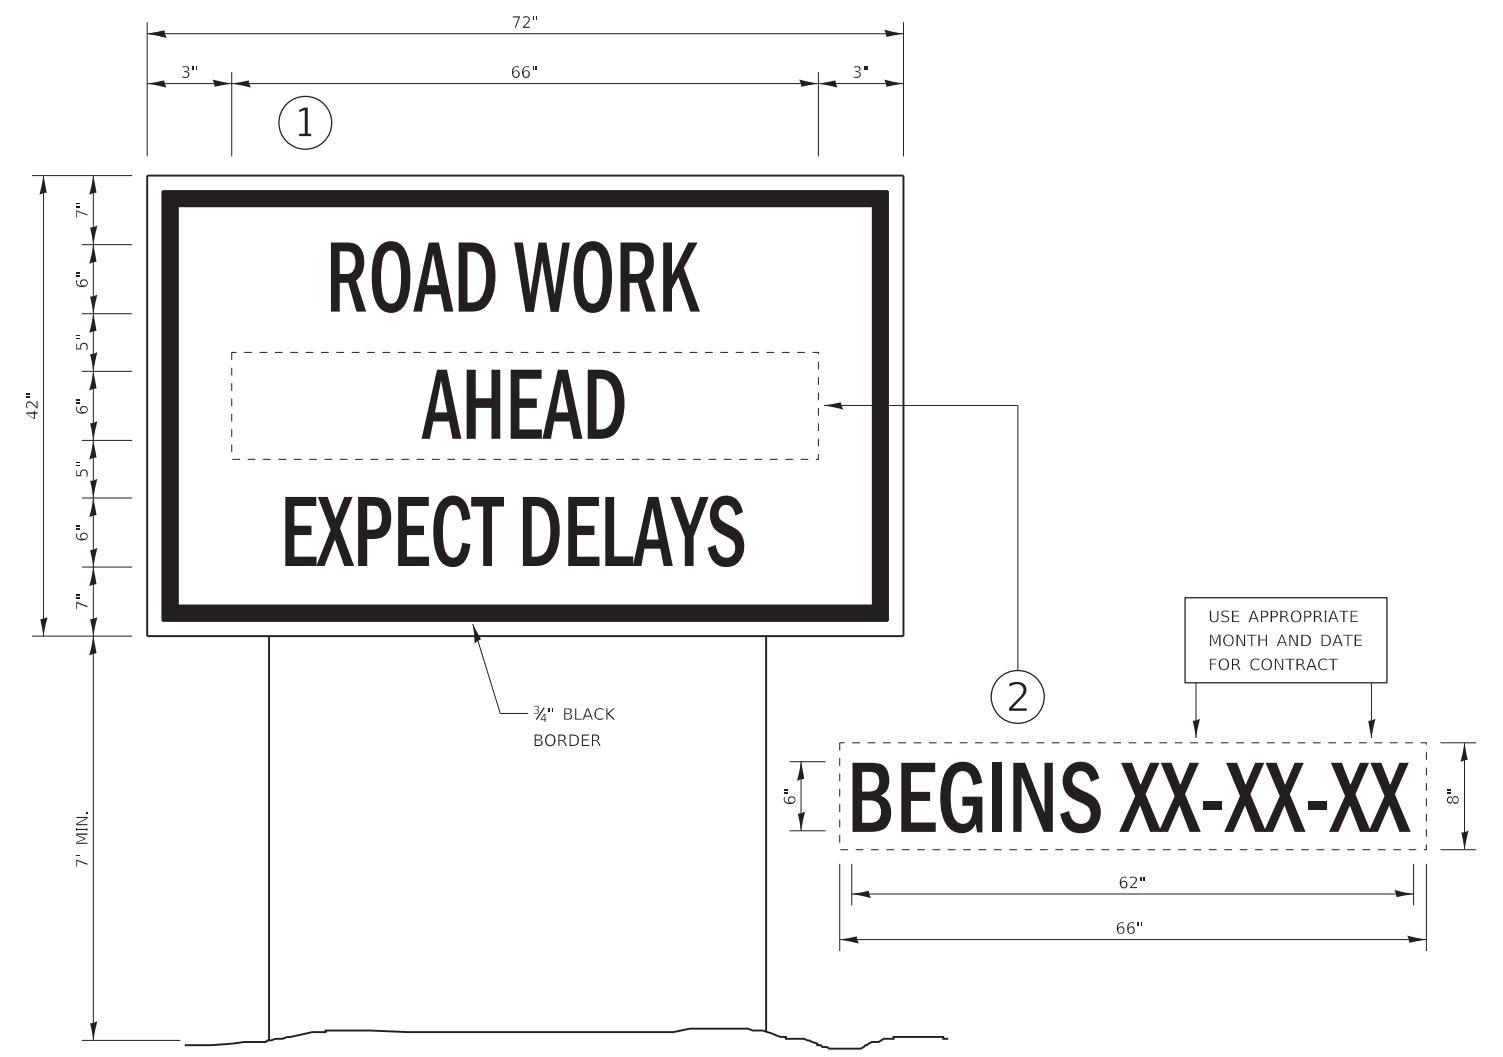 72"
3" 66" 3"
1
42"
7"
6"
5"
6"
5"
6"
7"
ROAD WORK
AHEAD
EXPECT DELAYS
¾" BLACK
BORDER
7' MIN.
2
USE APPROPRIATE
MONTH AND DATE
FOR CONTRACT
6"
BEGINS XX-XX-XX
8"
62"
66"